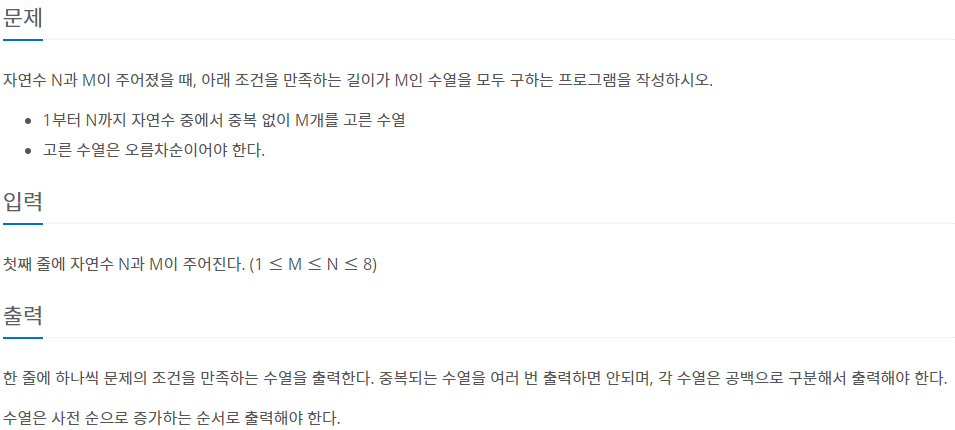 문제
자연수 N과 M이 주어졌을 때, 아래 조건을 만족하는 길이가 M인 수열을 모두 구하는 프로그램을 작성하시오.
• 1부터 N까지 자연수 중에서 중복 없이 M개를 고른 수열
• 고른 수열은 오름차순이어야 한다.
입력
첫째 줄에 자연수 N과 M이 주어진다. (1 ≤ M ≤ N ≤ 8)
출력
한 줄에 하나씩 문제의 조건을 만족하는 수열을 출력한다. 중복되는 수열을 여러 번 출력하면 안되며, 각 수열은 공백으로 구분해서 출력해야 한다.
수열은 사전 순으로 증가하는 순서로 출력해야 한다.